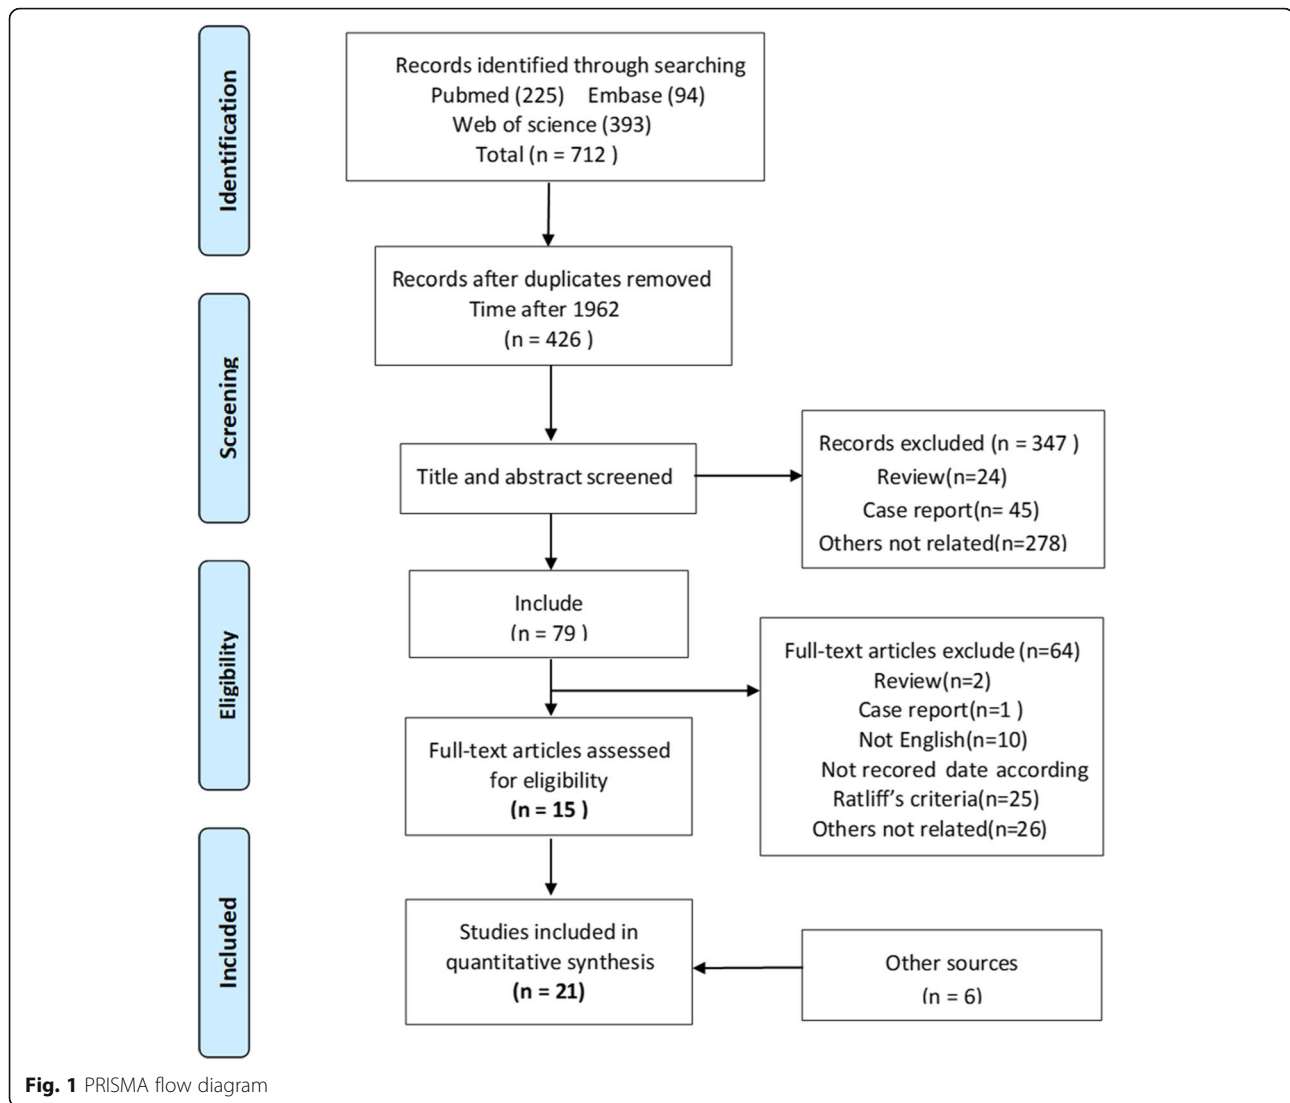 Identification
Records identified through searching
Pubmed (225) Embase (94)
Web of science (393)
Total (n = 712 )
Records after duplicates removed
Time after 1962
(n = 426 )
Screening
Title and abstract screened
Records excluded (n = 347 )
Review(n=24)
Case report(n= 45)
Others not related(n=278)
Include
(n = 79 )
Eligibility
Full-text articles exclude (n=64)
Review(n=2)
Case report(n=1 )
Not English(n=10)
Not recored date according
Ratliff's criteria(n=25)
Others not related(n=26)
Full-text articles assessed
for eligibility
(n = 15 )
Included
Studies included in
quantitative synthesis
(n = 21)
Other sources
(n = 6)
Fig. 1 PRISMA flow diagram